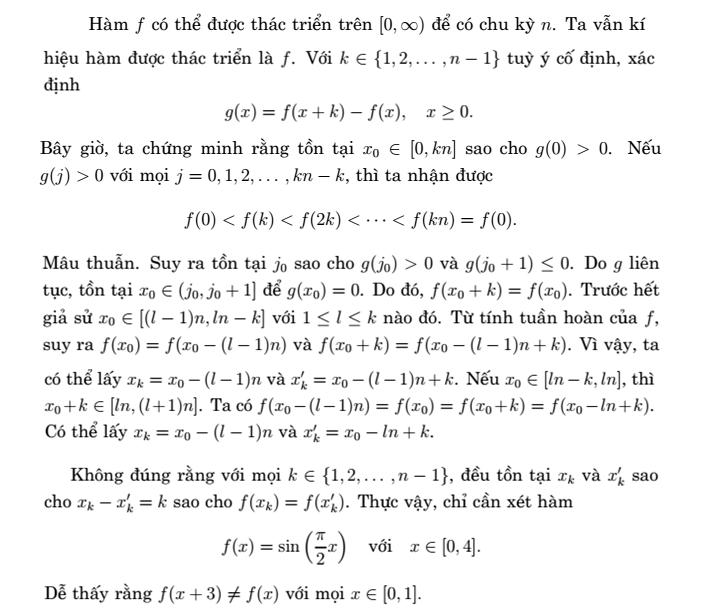 Hàm f có thể được thác triển trên [0, ∞) để có chu kỳ n. Ta vẫn kí
hiệu hàm được thác triển là f. Với k ∈ {1, 2, . . . , n − 1} tuỳ ý cố định, xác
định
g(x) = f(x + k) − f(x), x ≥ 0.
Bây giờ, ta chứng minh rằng tồn tại x₀ ∈ [0, kn] sao cho g(0) > 0. Nếu
g(j) > 0 với mọi j = 0, 1, 2, . . . , kn − k, thì ta nhận được
f(0) < f(k) < f(2k) < · · · < f(kn) = f(0).
Mâu thuẫn. Suy ra tồn tại j₀ sao cho g(j₀) > 0 và g(j₀ + 1) ≤ 0. Do g liên
tục, tồn tại x₀ ∈ (j₀, j₀ + 1] để g(x₀) = 0. Do đó, f(x₀ + k) = f(x₀). Trước hết
giả sử x₀ ∈ [(l − 1)n, ln − k] với 1 ≤ l ≤ k nào đó. Từ tính tuần hoàn của f,
suy ra f(x₀) = f(x₀ − (l − 1)n) và f(x₀ + k) = f(x₀ − (l − 1)n + k). Vì vậy, ta
có thể lấy xₖ = x₀ − (l − 1)n và x′ₖ = x₀ − (l − 1)n + k. Nếu x₀ ∈ [ln − k, ln], thì
x₀ + k ∈ [ln, (l + 1)n]. Ta có f(x₀ − (l − 1)n) = f(x₀) = f(x₀ + k) = f(x₀ − ln + k).
Có thể lấy xₖ = x₀ − (l − 1)n và x′ₖ = x₀ − ln + k.
Không đúng rằng với mọi k ∈ {1, 2, . . . , n − 1}, đều tồn tại xₖ và x′ₖ sao
cho xₖ − x′ₖ = k sao cho f(xₖ) = f(x′ₖ). Thực vậy, chỉ cần xét hàm
f(x) = sin (π/2 x) với x ∈ [0, 4].
Dễ thấy rằng f(x + 3) ≠ f(x) với mọi x ∈ [0, 1].